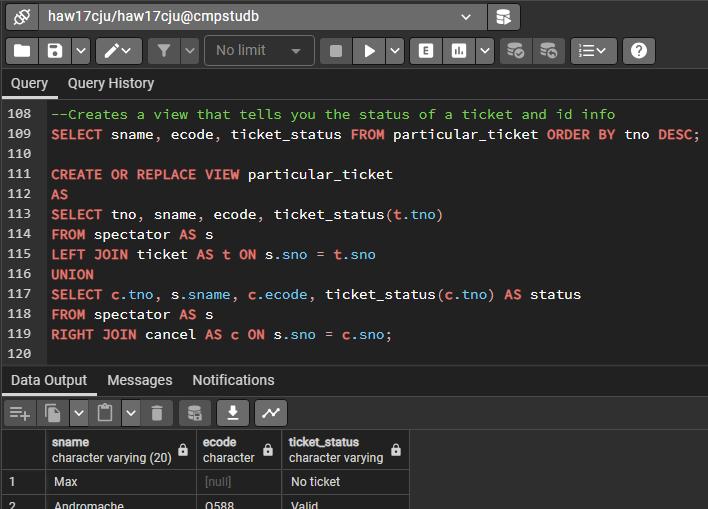 haw17cju/haw17cju@cmpstudb
No limit
E
Query Query History
108 --Creates a view that tells you the status of a ticket and id info
109 SELECT sname, ecode, ticket_status FROM particular_ticket ORDER BY tno DESC;
110
111 CREATE OR REPLACE VIEW particular_ticket
112 AS
113 SELECT tno, sname, ecode, ticket_status(t.tno)
114 FROM spectator AS s
115 LEFT JOIN ticket AS t ON s.sno = t.sno
116 UNION
117 SELECT c.tno, s.sname, c.ecode, ticket_status(c.tno) AS status
118 FROM spectator AS s
119 RIGHT JOIN cancel AS c ON s.sno = c.sno;
120
Data Output Messages Notifications
sname ecode ticket_status
character varying (20) character character varying
1 Max [null] No ticket
2 Andromache 0588 Valid